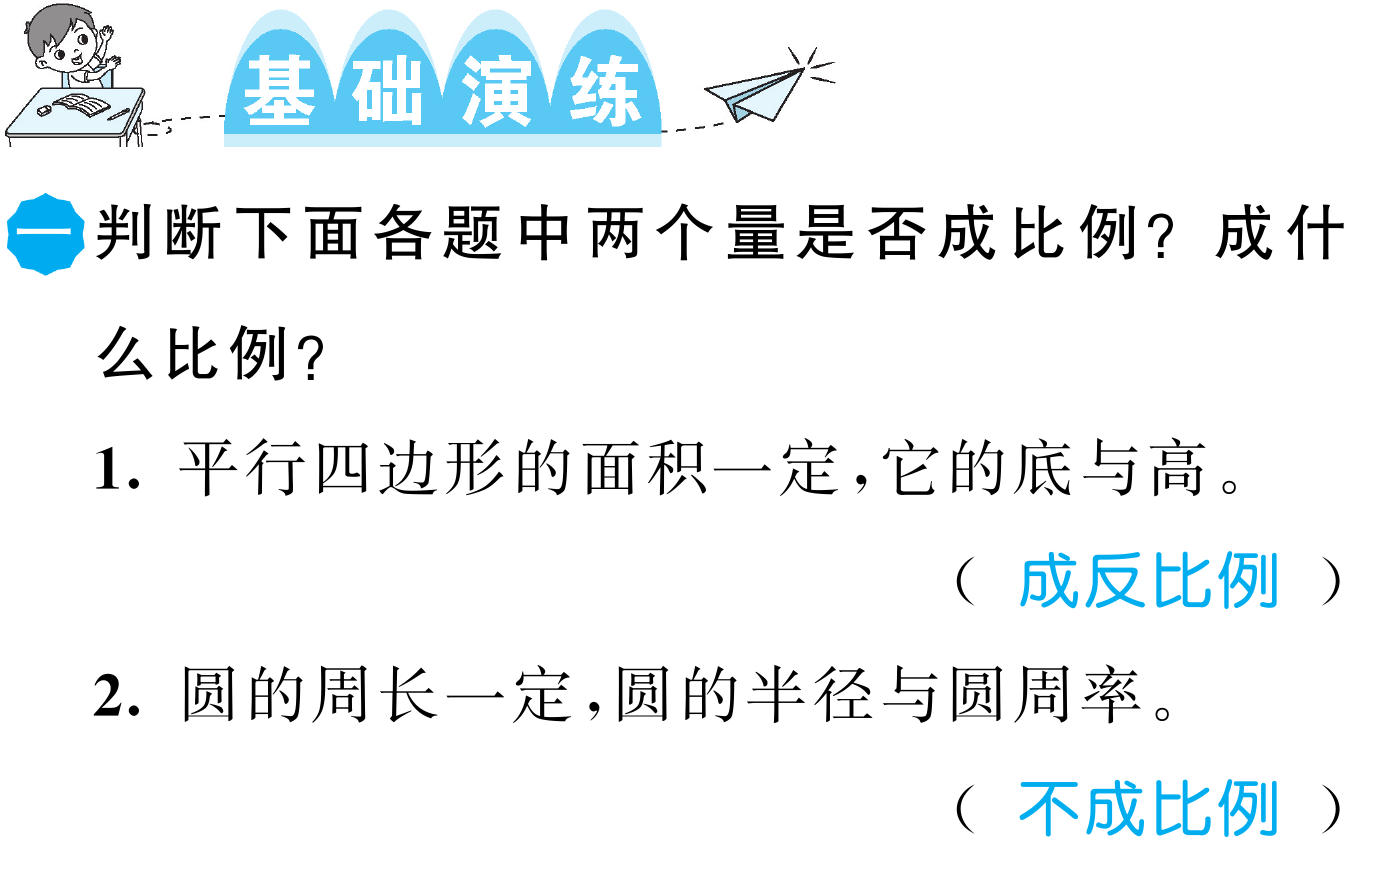 基础演练
一 判断下面各题中两个量是否成比例？成什
么比例？
1. 平行四边形的面积一定，它的底与高。
（ 成反比例 ）
2. 圆的周长一定，圆的半径与圆周率。
（ 不成比例 ）